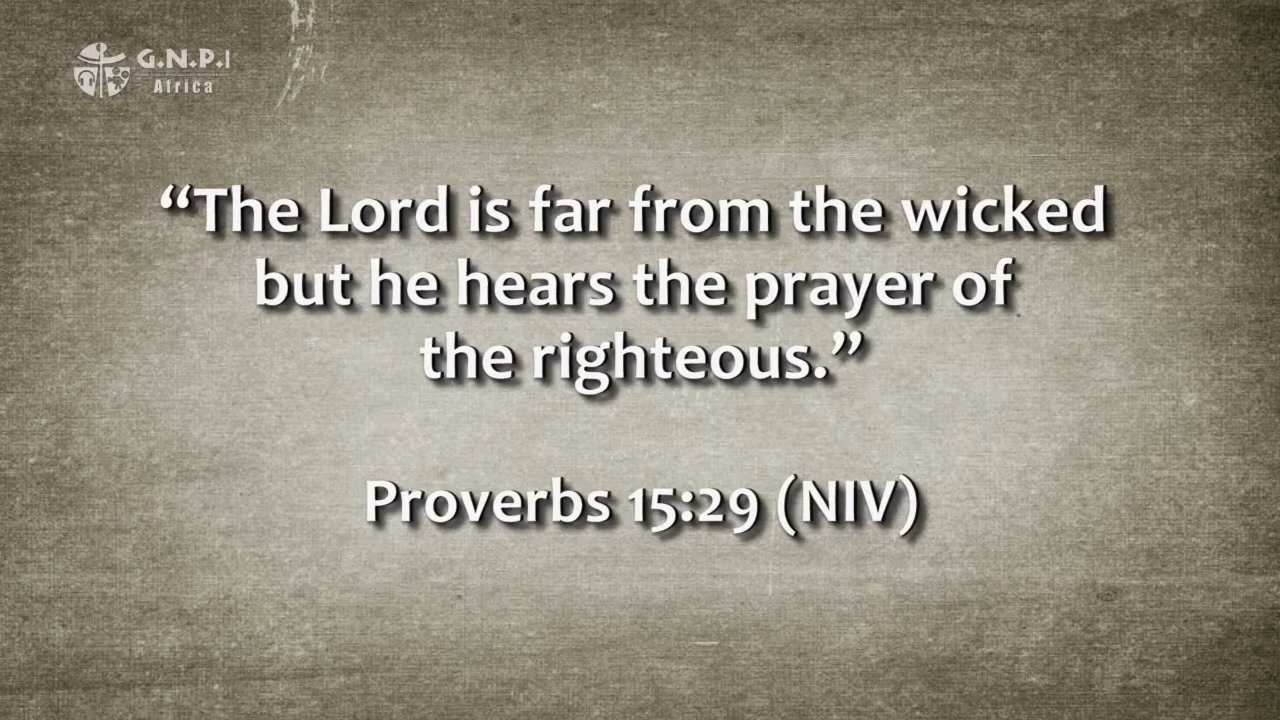 G.N.P.I
Africa
“The Lord is far from the wicked
but he hears the prayer of
the righteous.”
Proverbs 15:29 (NIV)